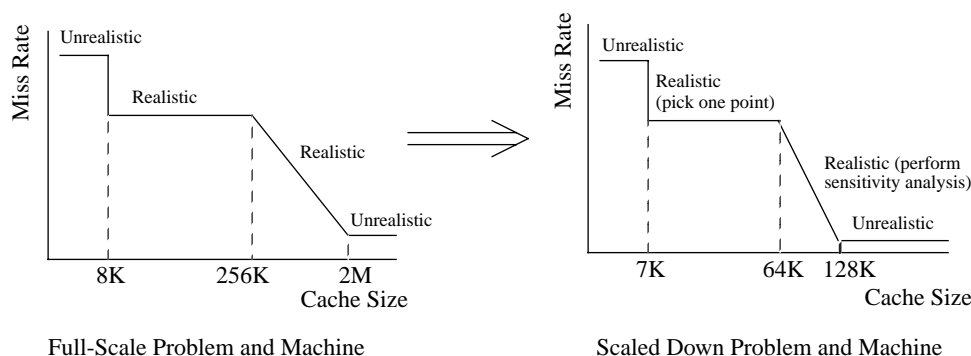 Miss Rate
Unrealistic
Realistic
Realistic
Unrealistic
8K
256K
2M
Cache Size
Full-Scale Problem and Machine
Miss Rate
Unrealistic
Realistic
(pick one point)
Realistic (perform
sensitivity analysis)
Unrealistic
7K
64K
128K
Cache Size
Scaled Down Problem and Machine